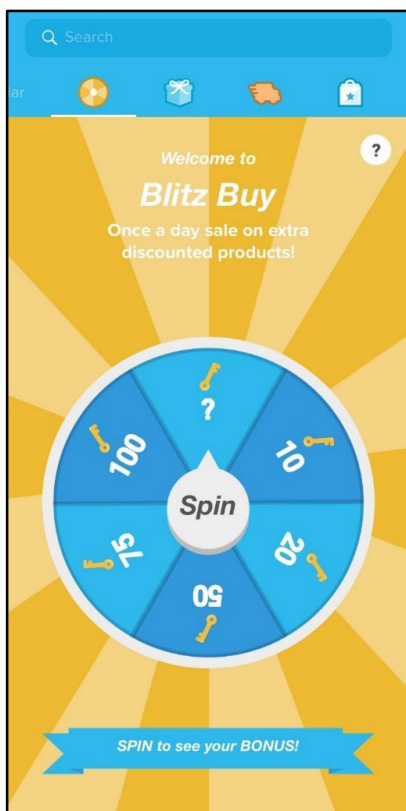 Search
lar
?
Welcome to
Blitz Buy
Once a day sale on extra
discounted products!
?
100
10
Spin
75
20
50
SPIN to see your BONUS!